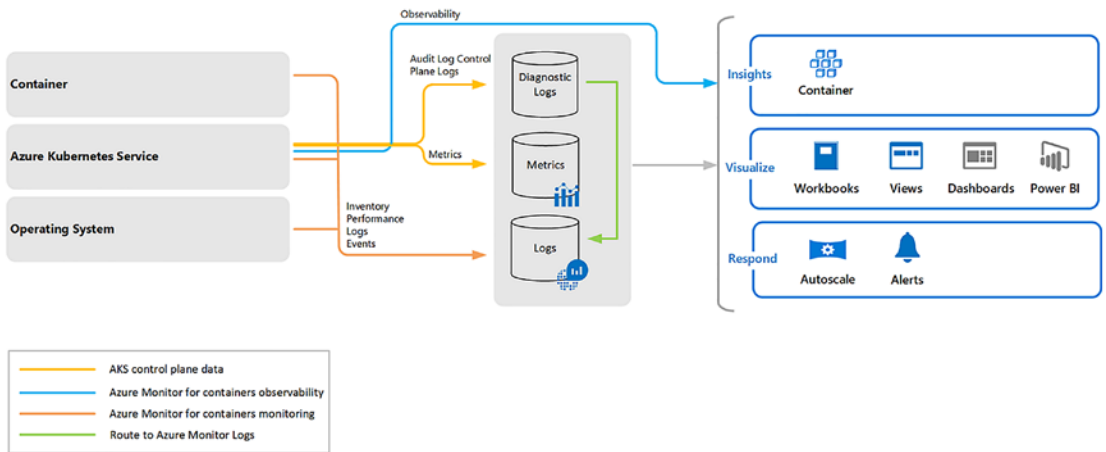 Observability
Audit Log Control
Plane Logs
Container
Azure Kubernetes Service
Operating System
Metrics
Inventory
Performance
Logs
Events
Diagnostic
Logs
Metrics
Logs
Insights
Container
Visualize
Workbooks
Views
Dashboards
Power BI
Respond
Autoscale
Alerts
AKS control plane data
Azure Monitor for containers observability
Azure Monitor for containers monitoring
Route to Azure Monitor Logs